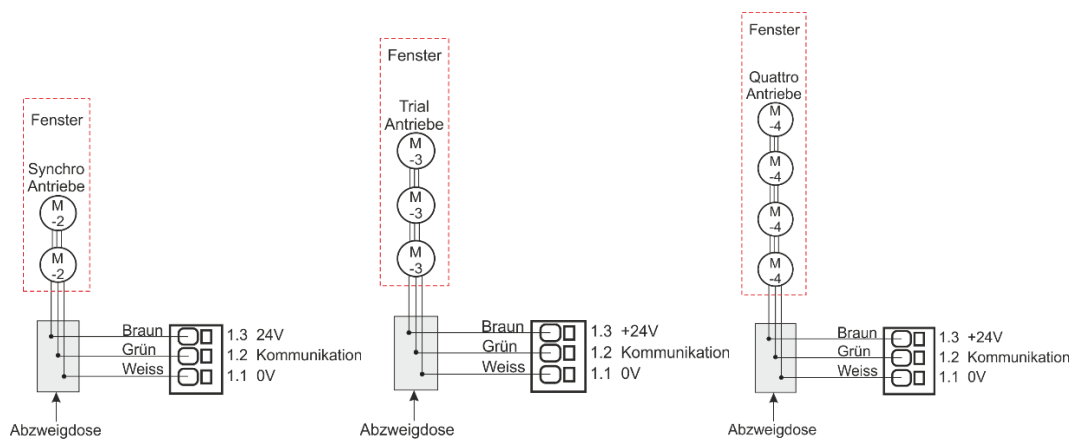 Fenster
Synchro
Antriebe
M
-2
M
-2
Braun
1.3 24V
Grün
1.2 Kommunikation
Weiss
1.1 0V
Abzweigdose
Fenster
Trial
Antriebe
M
-3
M
-3
M
-3
Braun
1.3 +24V
Grün
1.2 Kommunikation
Weiss
1.1 0V
Abzweigdose
Fenster
Quattro
Antriebe
M
-4
M
-4
M
-4
M
-4
Braun
1.3 +24V
Grün
1.2 Kommunikation
Weiss
1.1 0V
Abzweigdose